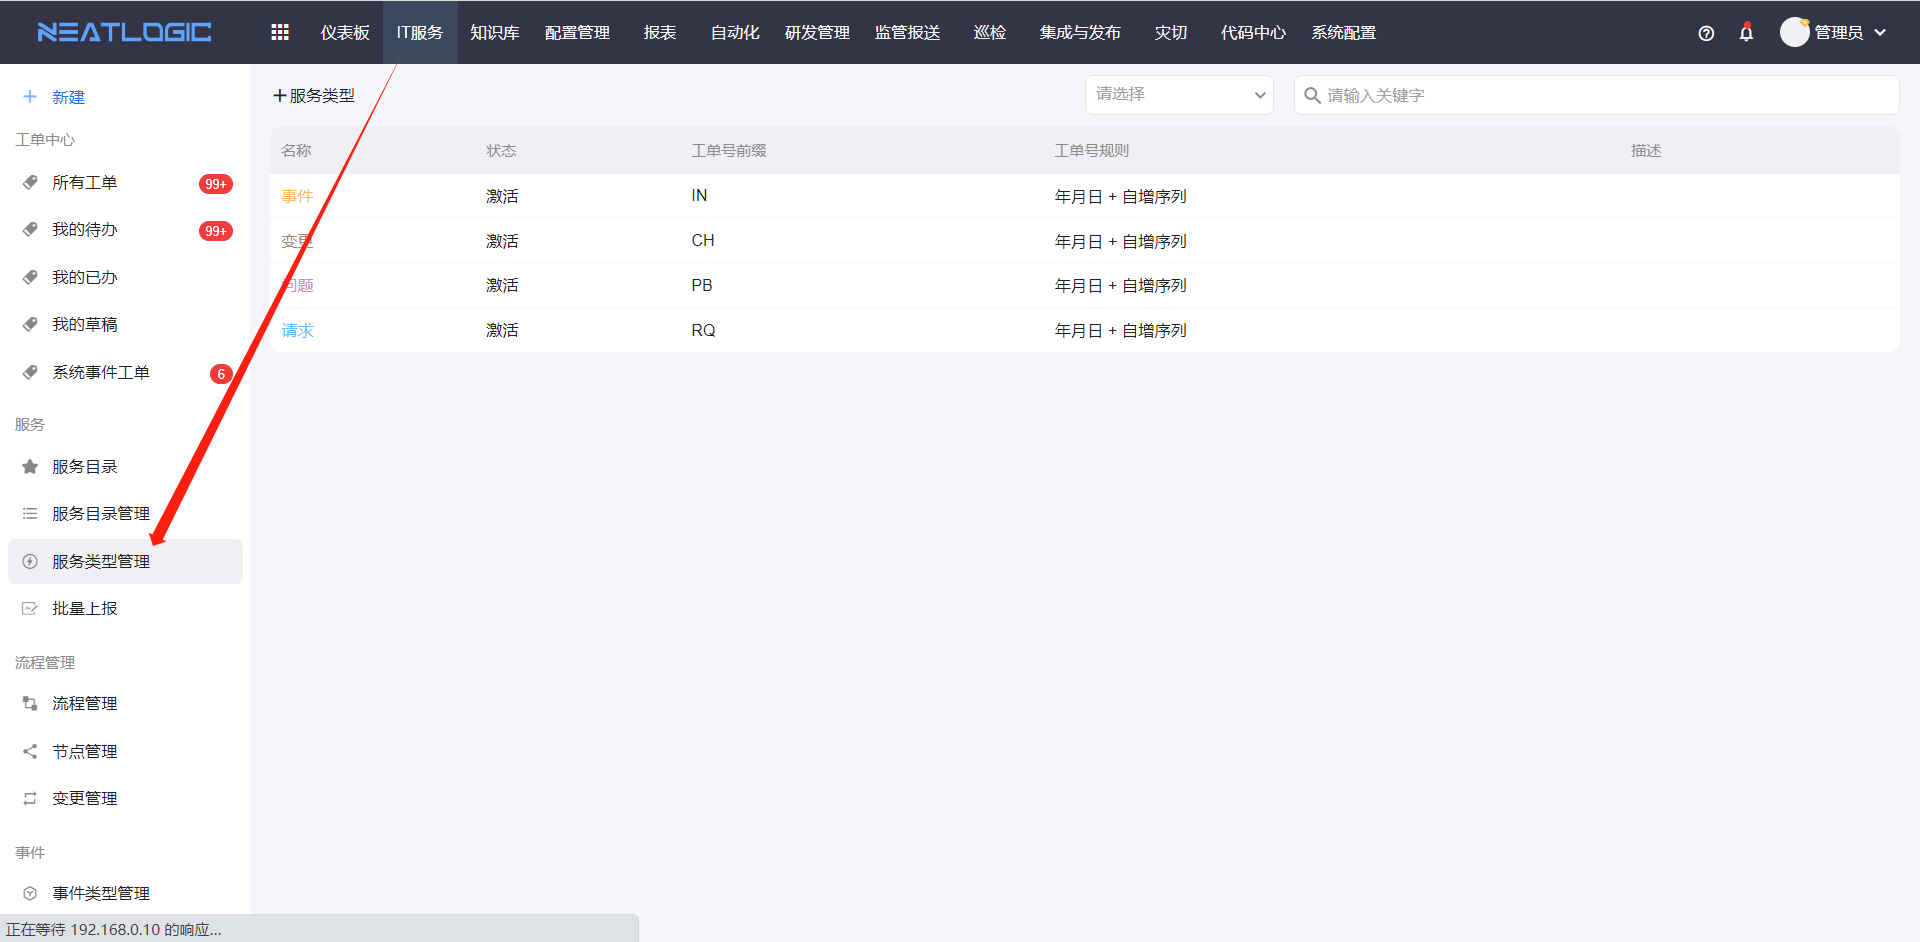 NEATLOGIC 仪表板 IT服务 知识库 配置管理 报表 自动化 研发管理 监管报送 巡检 集成与发布 灾切 代码中心 系统配置 管理员
新建
工单中心
所有工单 99+
我的待办 99+
我的已办
我的草稿
系统事件工单 6
服务
服务目录
服务目录管理
服务类型管理
批量上报
流程管理
流程管理
节点管理
变更管理
事件
事件类型管理
+服务类型 请选择 请输入关键字
名称 状态 工单号前缀 工单号规则 描述
事件 激活 IN 年月日 + 自增序列
变更 激活 CH 年月日 + 自增序列
问题 激活 PB 年月日 + 自增序列
请求 激活 RQ 年月日 + 自增序列
正在等待 192.168.0.10 的响应...